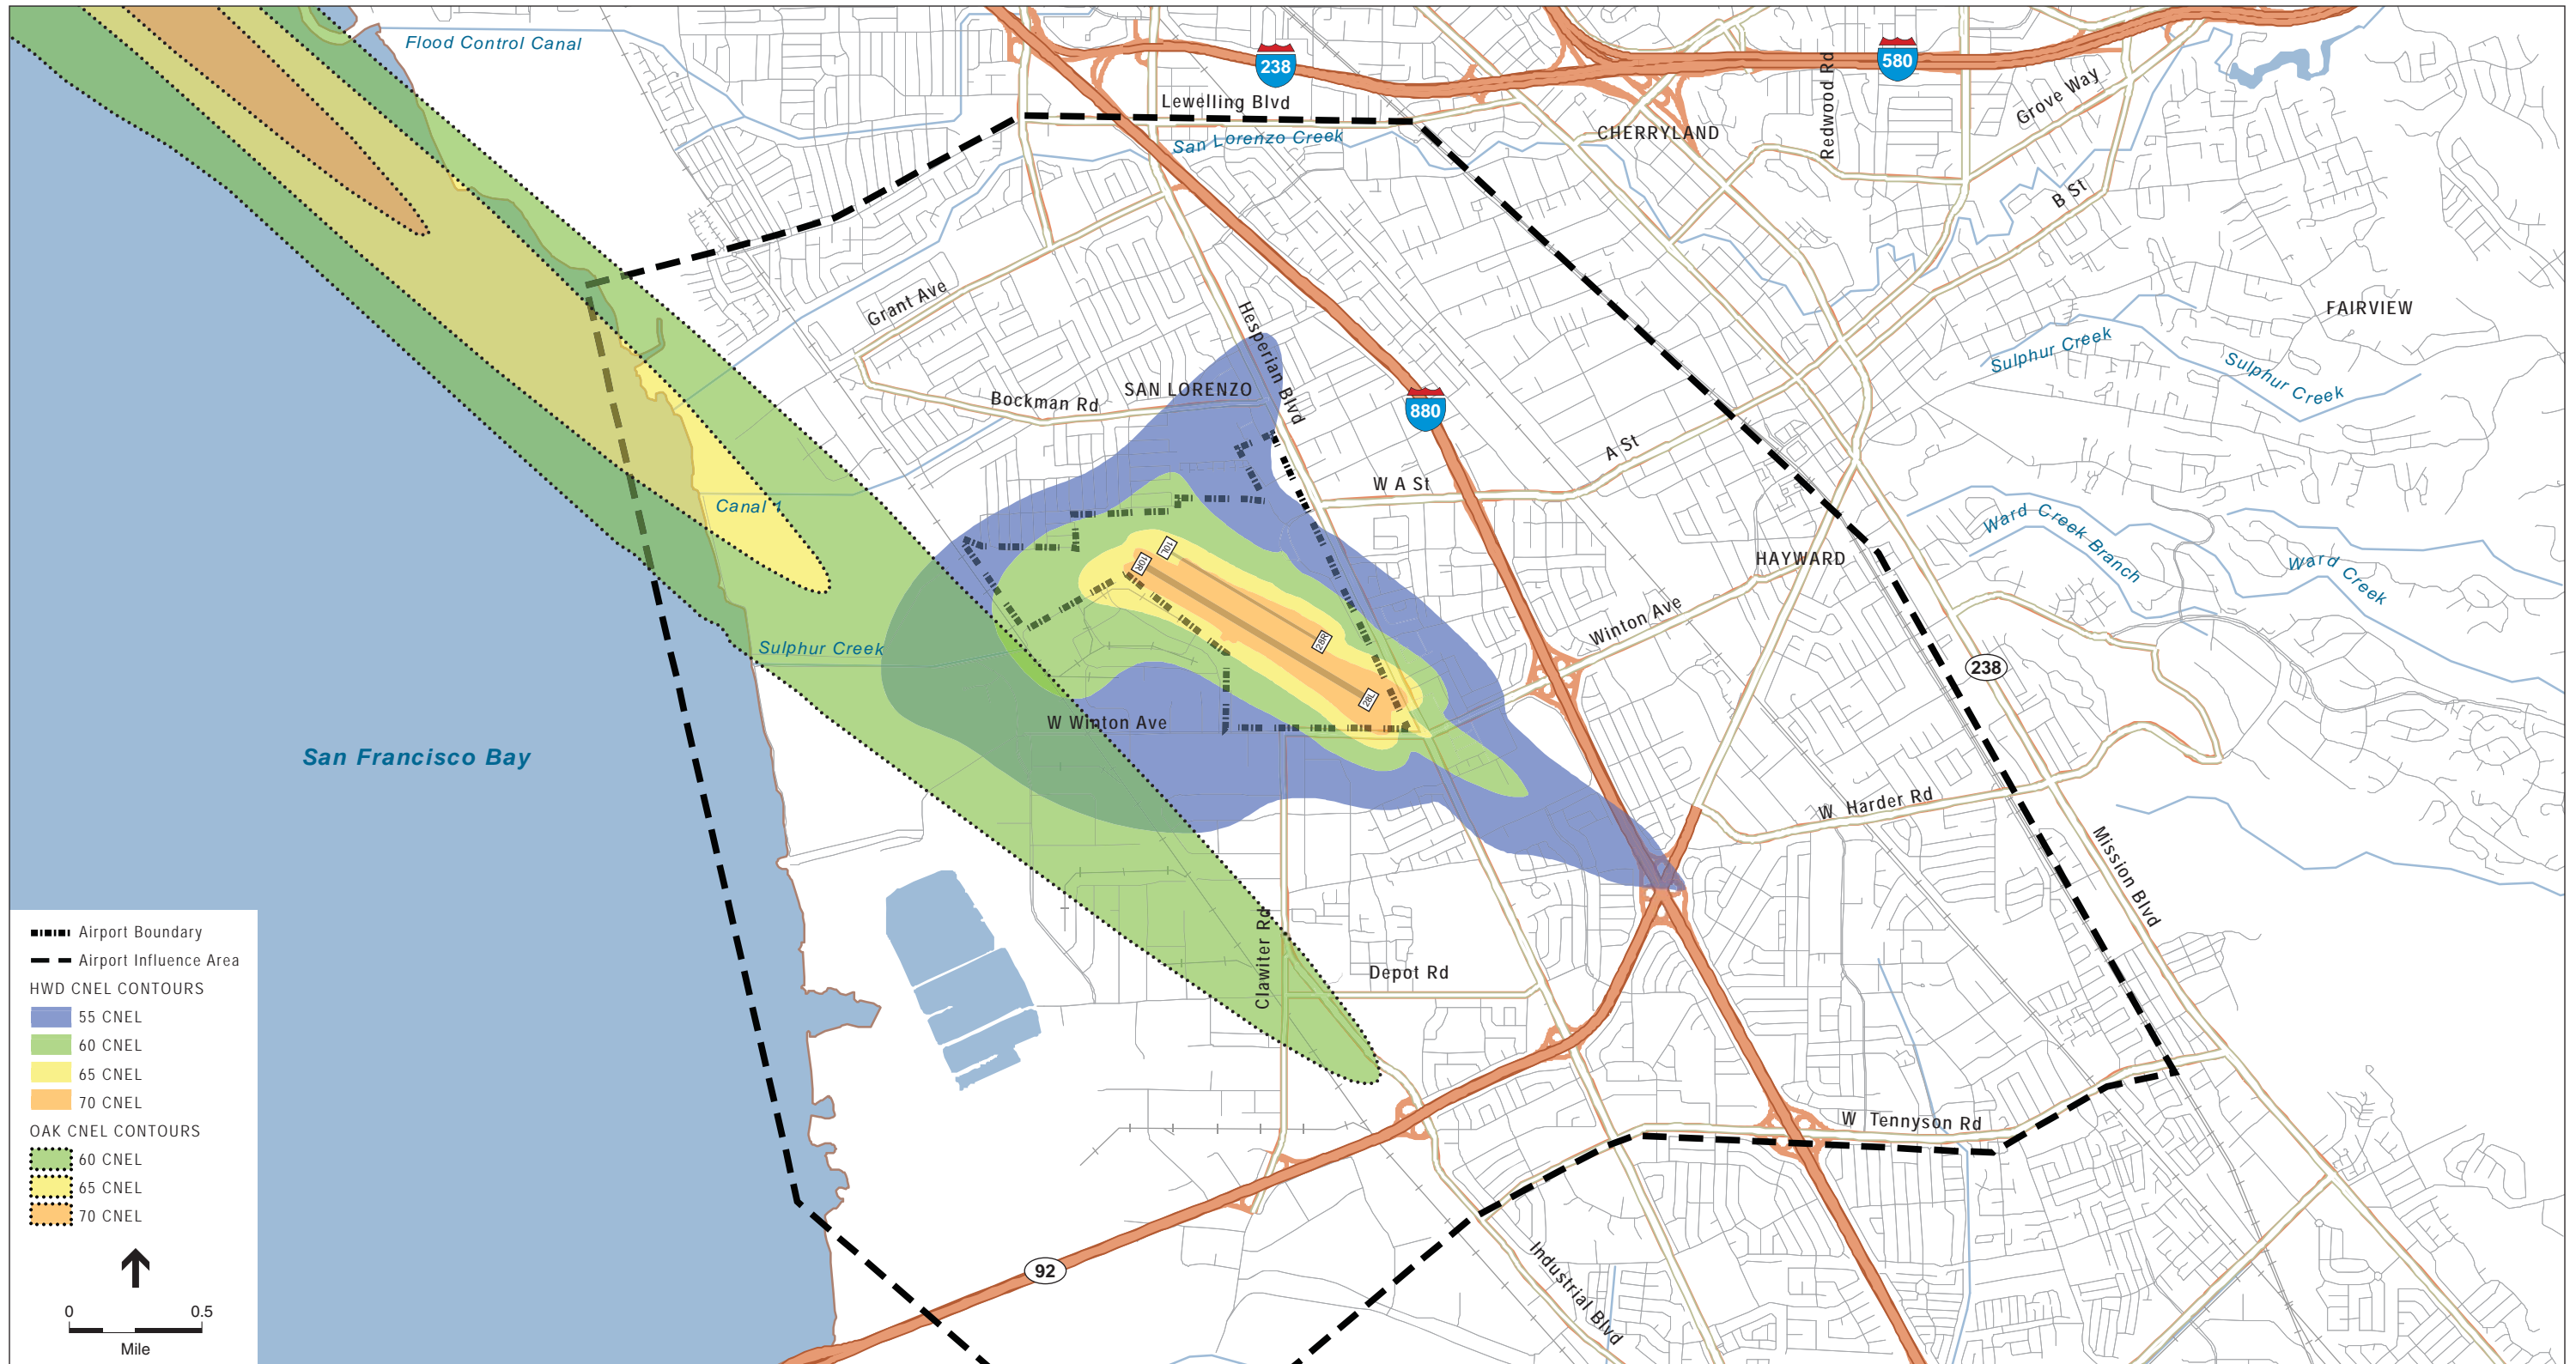 Flood Control Canal
238
580
Redwood Rd
Grove Way
Lewelling Blvd
San Lorenzo Creek
CHERRYLAND
B St
Grant Ave
Hesperian Blvd
FAIRVIEW
Sulphur Creek
Sulphur Creek
SAN LORENZO
Bockman Rd
880
A St
W A St
Canal 1
Ward Creek Branch
Ward Creek
HAYWARD
10L
10R
28R
28L
Winton Ave
Sulphur Creek
238
W Winton Ave
San Francisco Bay
W Harder Rd
Mission Blvd
Clawiter Rd
Depot Rd
W Tennyson Rd
92
Industrial Blvd
Airport Boundary
Airport Influence Area
HWD CNEL CONTOURS
55 CNEL
60 CNEL
65 CNEL
70 CNEL
OAK CNEL CONTOURS
60 CNEL
65 CNEL
70 CNEL
0 0.5
Mile